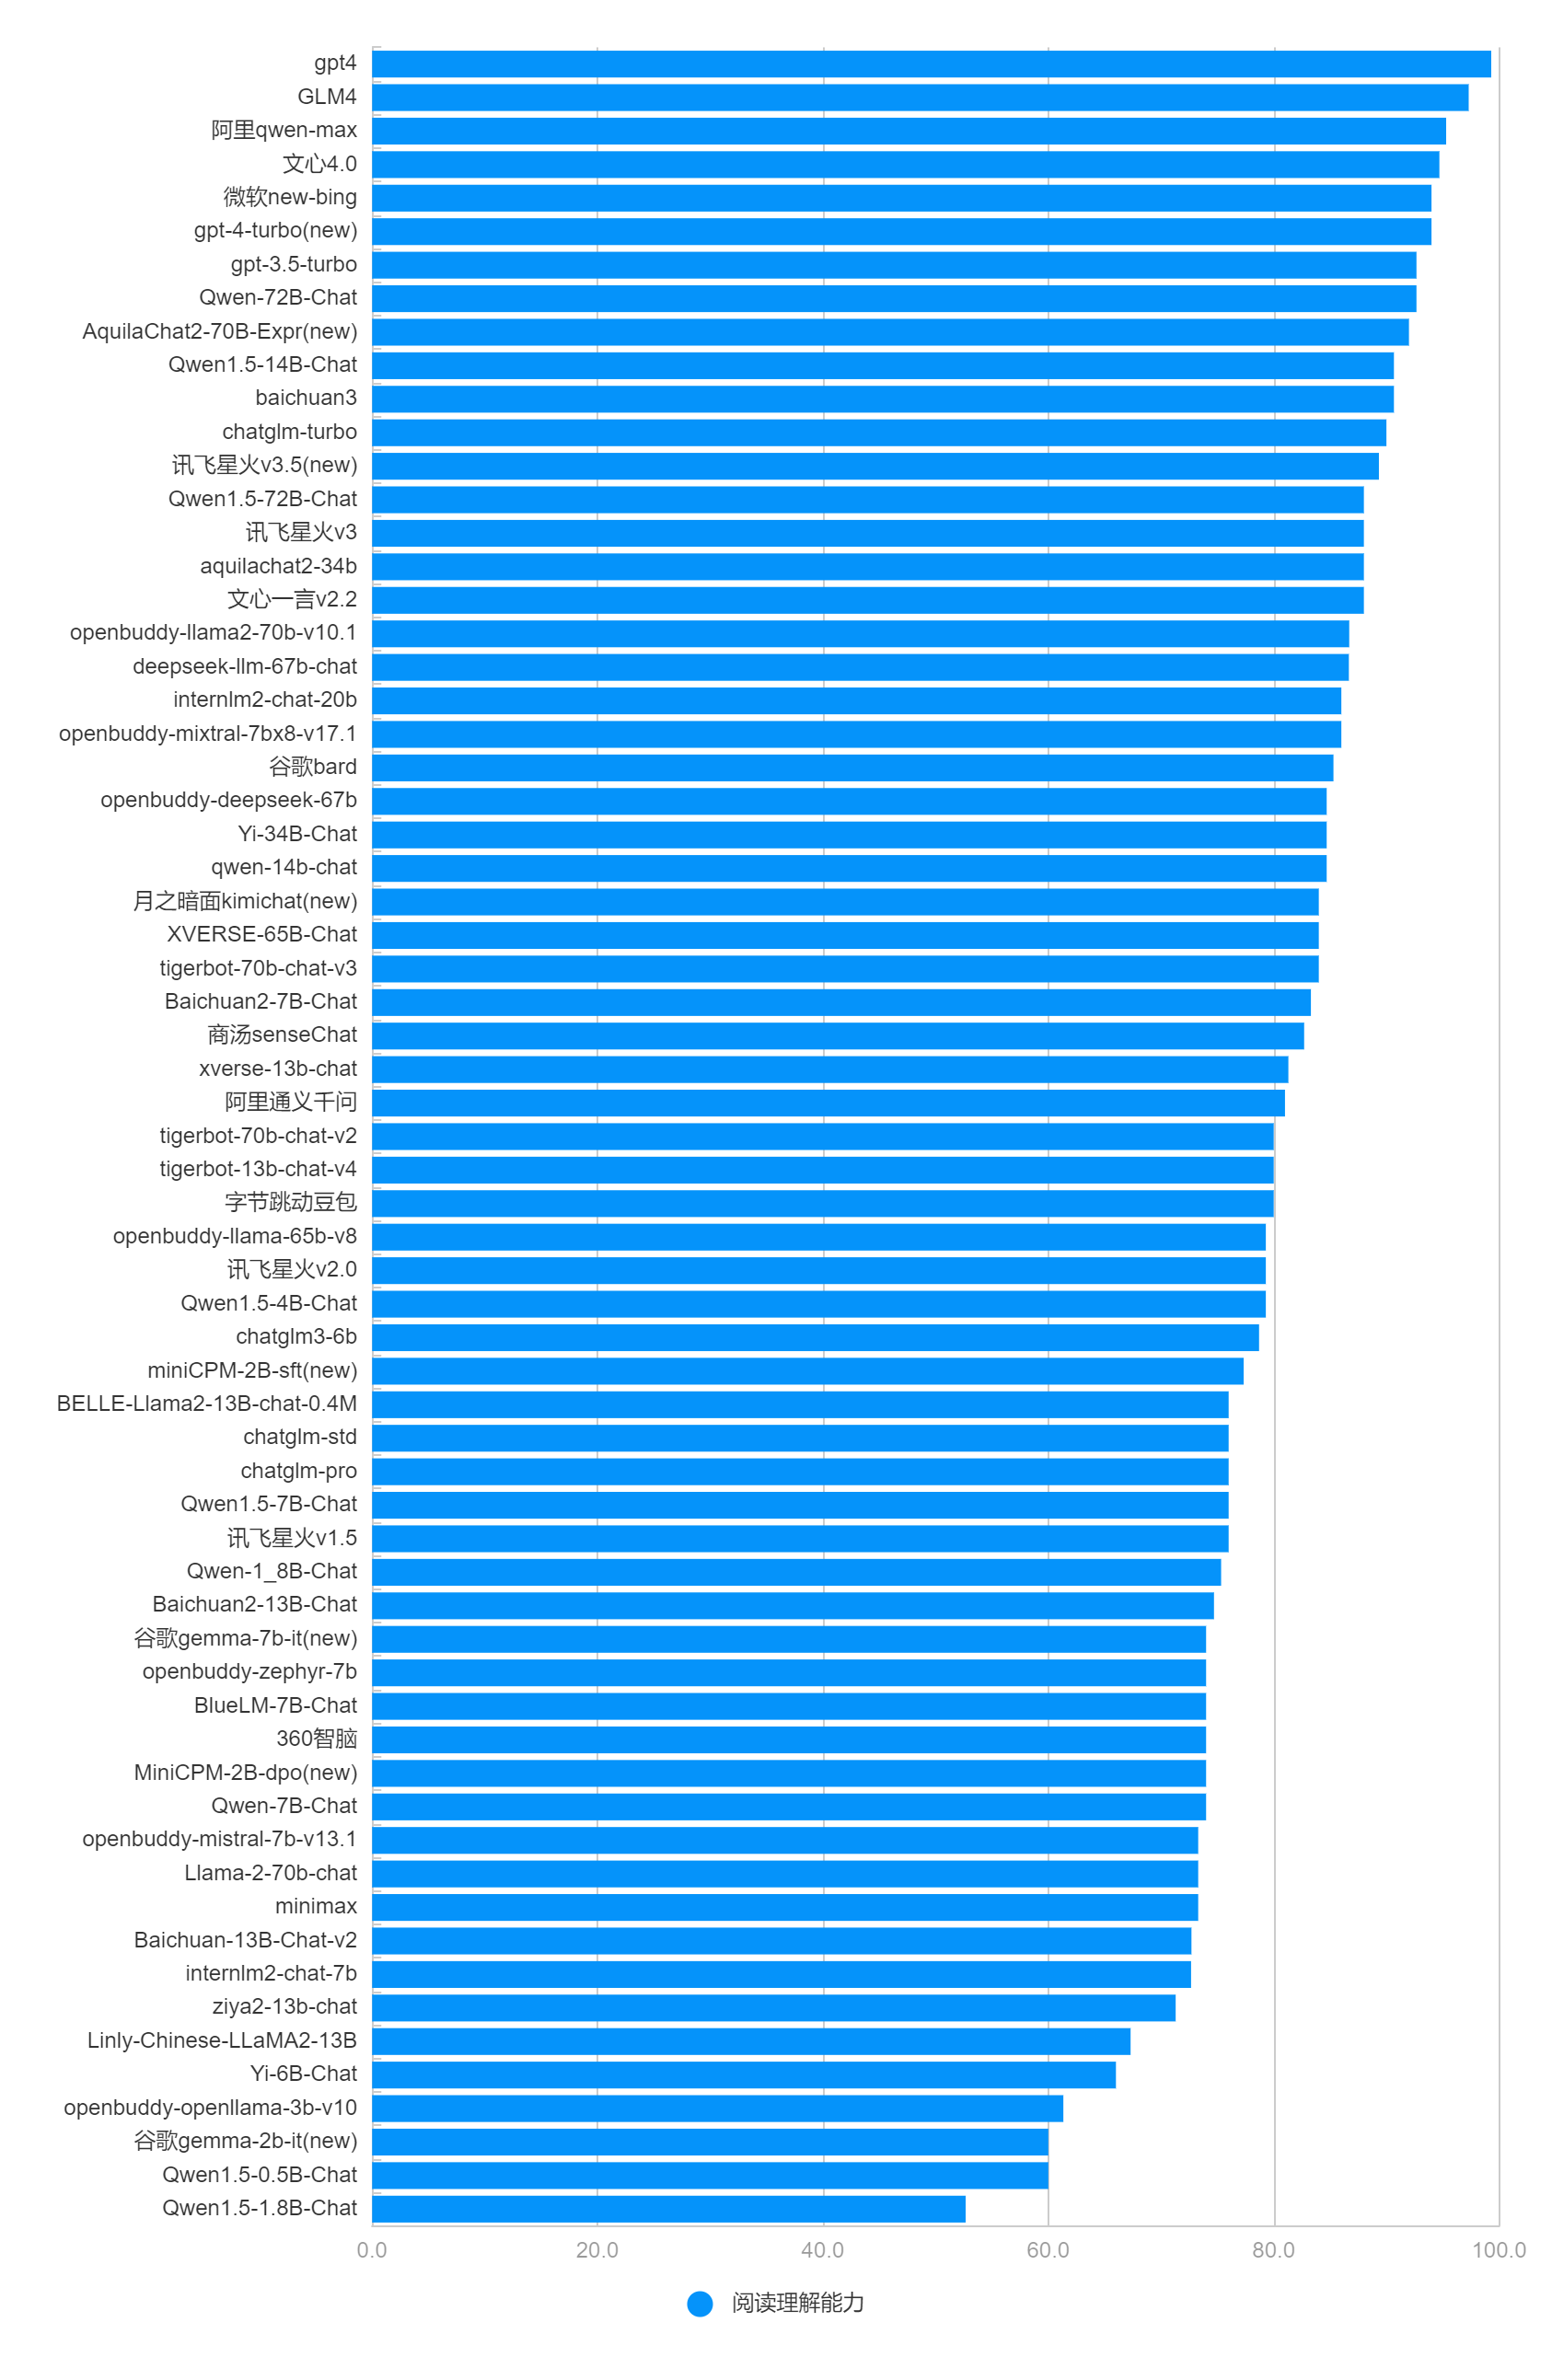 gpt4
GLM4
阿里qwen-max
文心4.0
微软new-bing
gpt-4-turbo(new)
gpt-3.5-turbo
Qwen-72B-Chat
AquilaChat2-70B-Expr(new)
Qwen1.5-14B-Chat
baichuan3
chatglm-turbo
讯飞星火v3.5(new)
Qwen1.5-72B-Chat
讯飞星火v3
aquilachat2-34b
文心一言v2.2
openbuddy-llama2-70b-v10.1
deepseek-llm-67b-chat
internlm2-chat-20b
openbuddy-mixtral-7bx8-v17.1
谷歌bard
openbuddy-deepseek-67b
Yi-34B-Chat
qwen-14b-chat
月之暗面kimichat(new)
XVERSE-65B-Chat
tigerbot-70b-chat-v3
Baichuan2-7B-Chat
商汤senseChat
xverse-13b-chat
阿里通义千问
tigerbot-70b-chat-v2
tigerbot-13b-chat-v4
字节跳动豆包
openbuddy-llama-65b-v8
讯飞星火v2.0
Qwen1.5-4B-Chat
chatglm3-6b
miniCPM-2B-sft(new)
BELLE-Llama2-13B-chat-0.4M
chatglm-std
chatglm-pro
Qwen1.5-7B-Chat
讯飞星火v1.5
Qwen-1_8B-Chat
Baichuan2-13B-Chat
谷歌gemma-7b-it(new)
openbuddy-zephyr-7b
BlueLM-7B-Chat
360智脑
MiniCPM-2B-dpo(new)
Qwen-7B-Chat
openbuddy-mistral-7b-v13.1
Llama-2-70b-chat
minimax
Baichuan-13B-Chat-v2
internlm2-chat-7b
ziya2-13b-chat
Linly-Chinese-LLaMA2-13B
Yi-6B-Chat
openbuddy-openllama-3b-v10
谷歌gemma-2b-it(new)
Qwen1.5-0.5B-Chat
Qwen1.5-1.8B-Chat
0.0 20.0 40.0 60.0 80.0 100.0
阅读理解能力